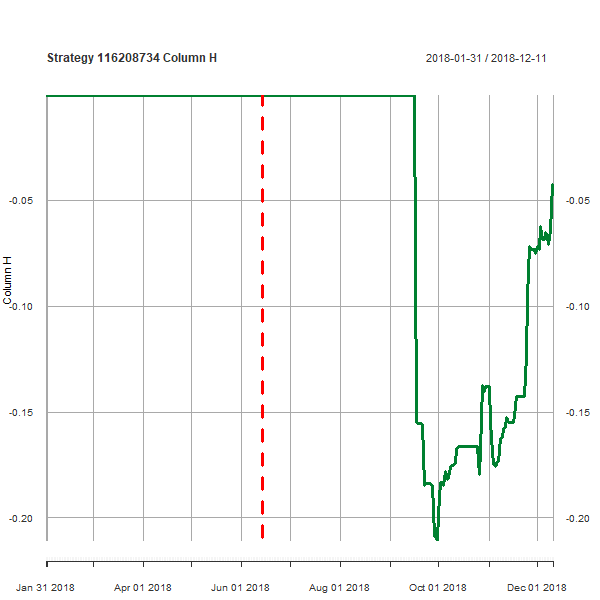 Strategy 116208734 Column H
2018-01-31 / 2018-12-11
-0.05
-0.05
Column H
-0.10
-0.10
-0.15
-0.15
-0.20
-0.20
Jan 31 2018
Apr 01 2018
Jun 01 2018
Aug 01 2018
Oct 01 2018
Dec 01 2018